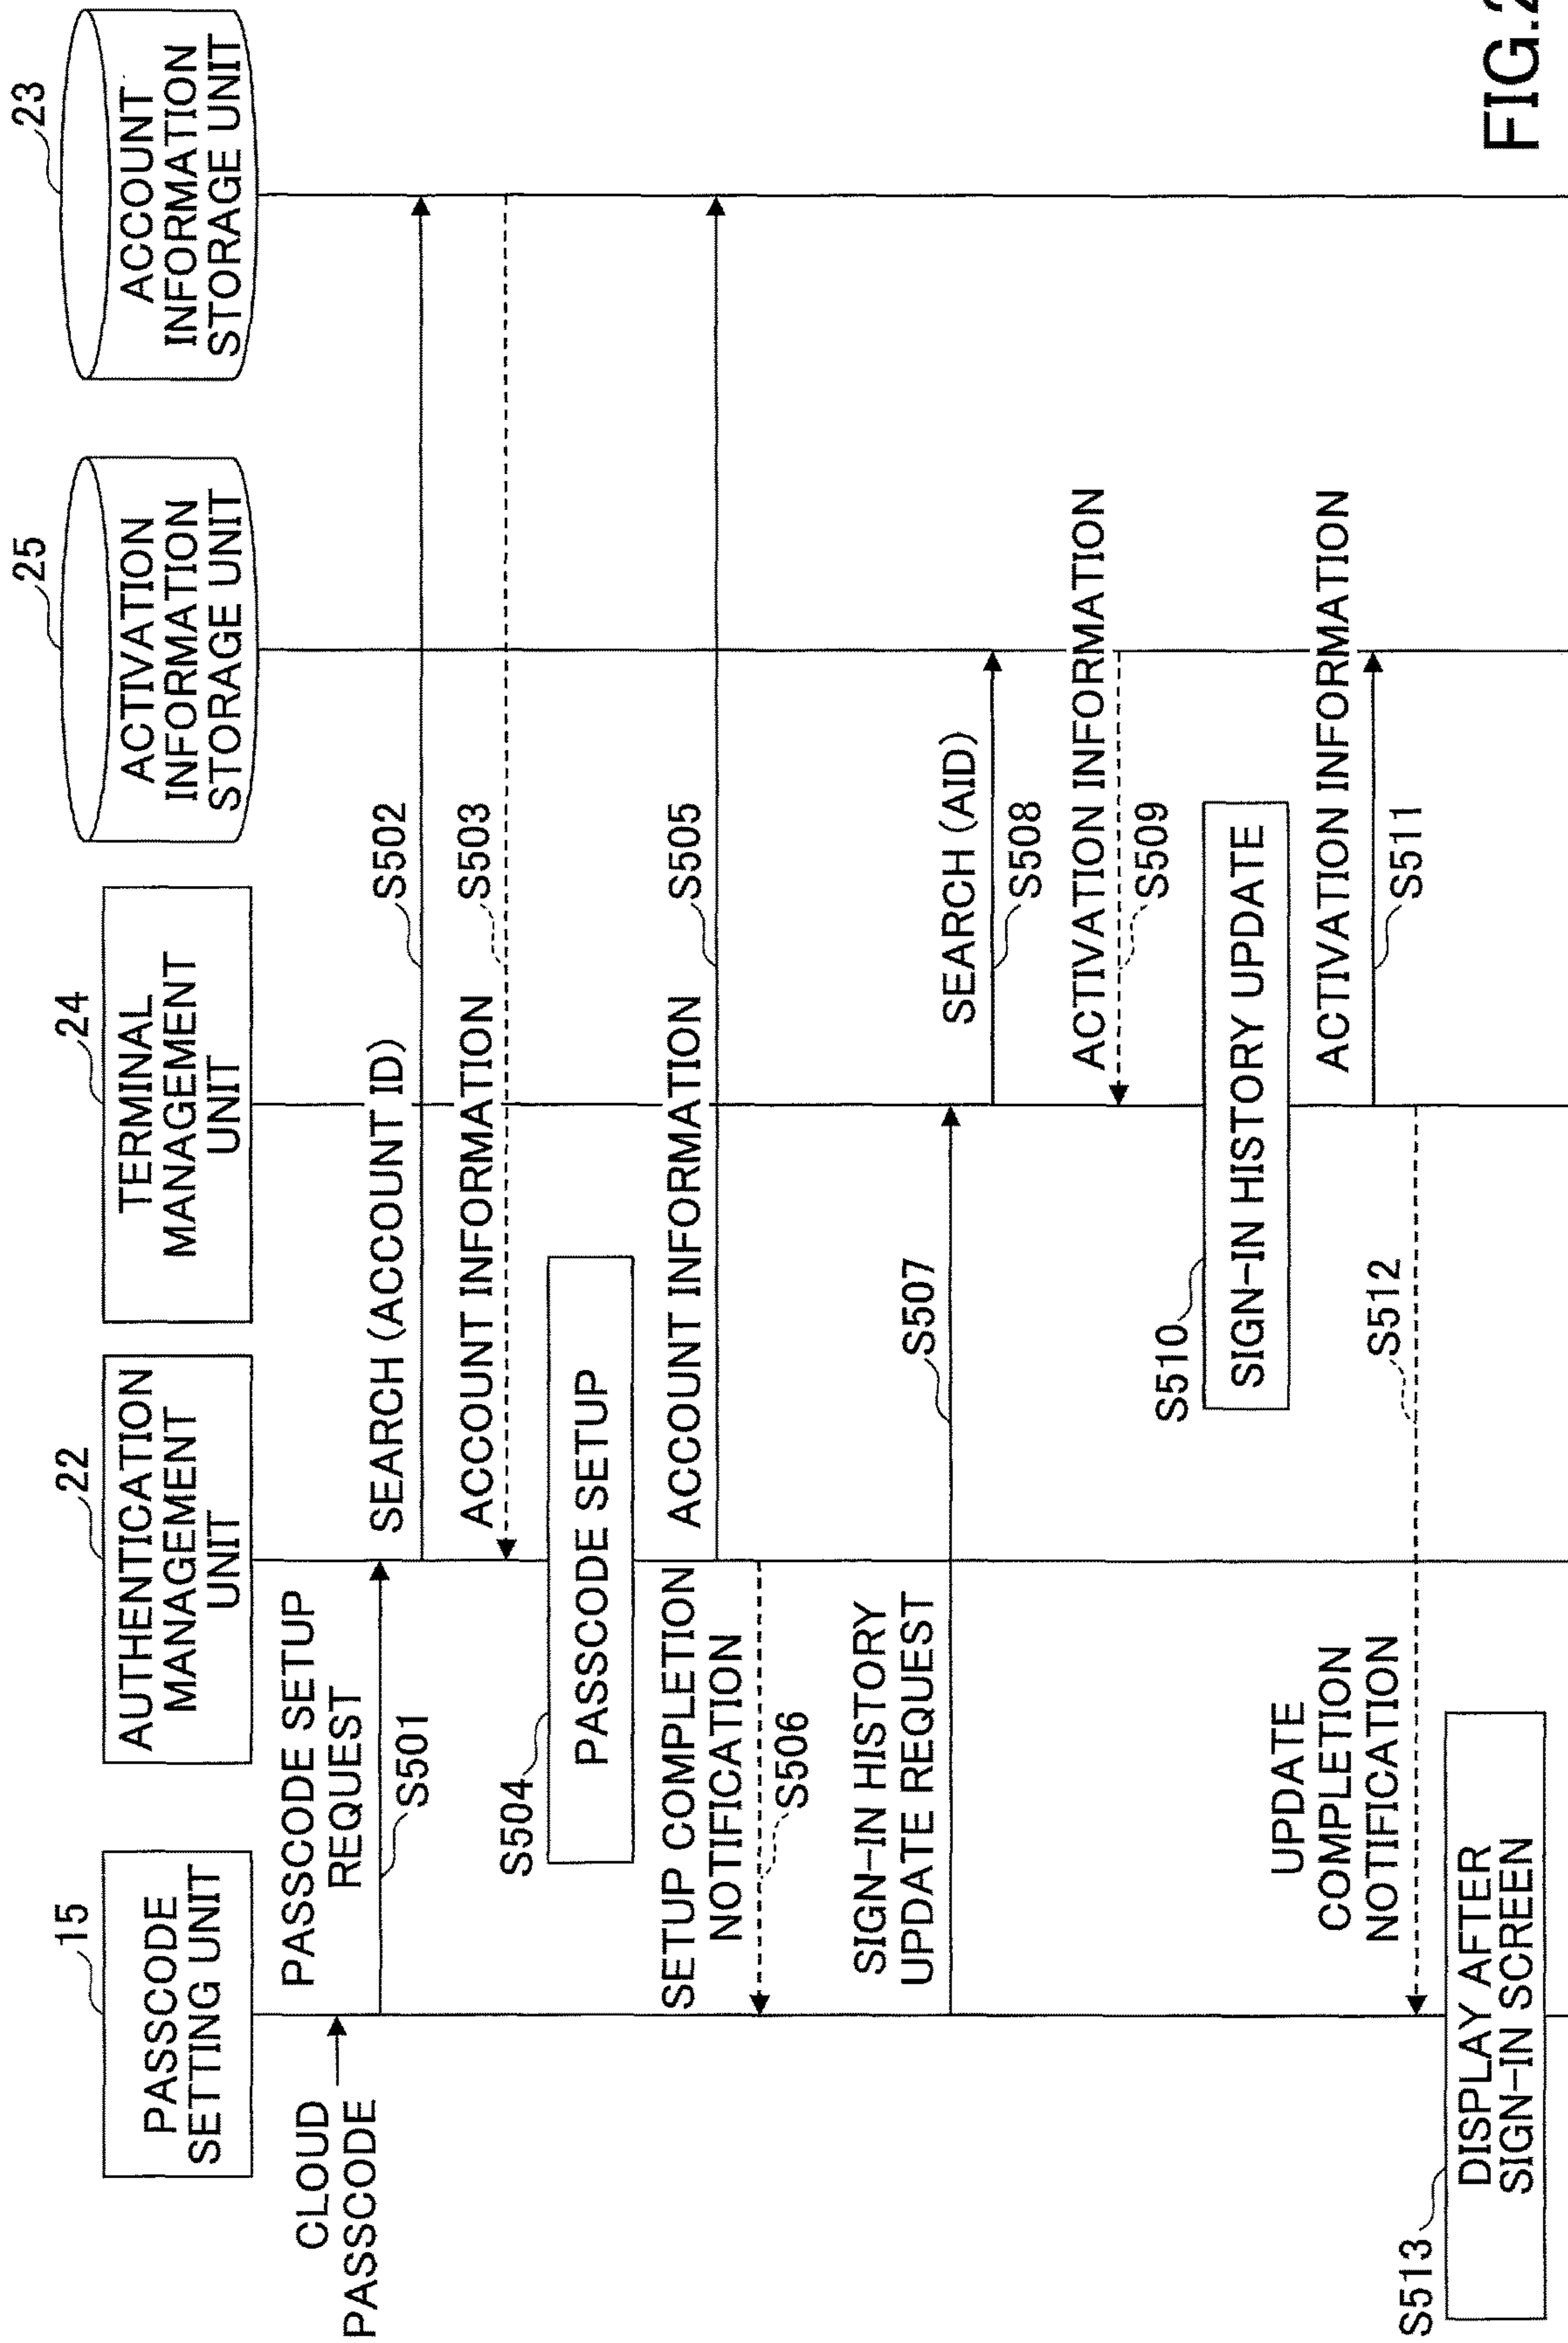 15
PASSCODE
SETTING UNIT
22
AUTHENTICATION
MANAGEMENT
UNIT
24
TERMINAL
MANAGEMENT
UNIT
25
ACTIVATION
INFORMATION
STORAGE UNIT
23
ACCOUNT
INFORMATION
STORAGE UNIT
CLOUD
PASSCODE
PASSCODE SETUP
REQUEST
S501
SEARCH (ACCOUNT ID)
S502
ACCOUNT INFORMATION
S503
S504
PASSCODE SETUP
ACCOUNT INFORMATION
S505
SETUP COMPLETION
NOTIFICATION
S506
SIGN-IN HISTORY
UPDATE REQUEST
S507
SEARCH (AID)
S508
ACTIVATION INFORMATION
S509
S510
SIGN-IN HISTORY UPDATE
ACTIVATION INFORMATION
S511
UPDATE
COMPLETION
NOTIFICATION
S512
S513
DISPLAY AFTER
SIGN-IN SCREEN
FIG.2